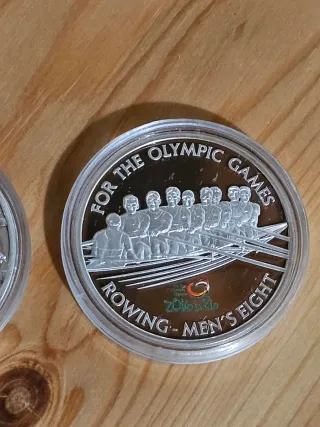 FOR THE OLYMPIC GAMES
ROWING - MEN'S EIGHT